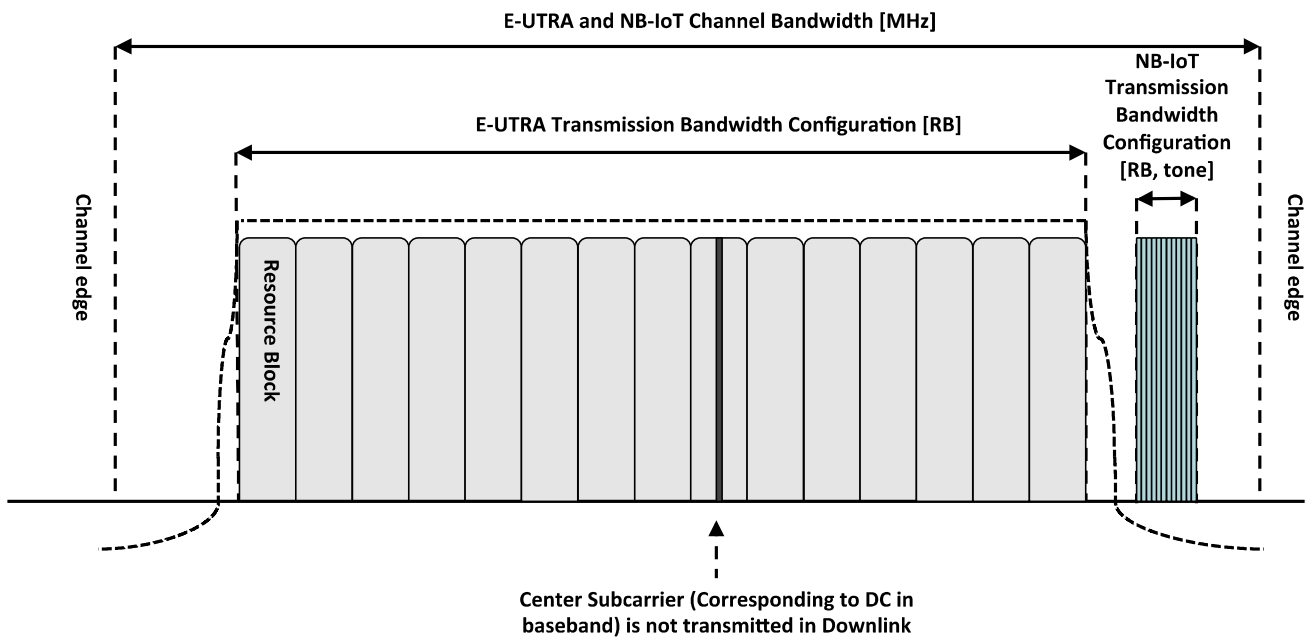 E-UTRA and NB-IoT Channel Bandwidth [MHz]
NB-IoT
Transmission
Bandwidth
Configuration
[RB, tone]
E-UTRA Transmission Bandwidth Configuration [RB]
Channel edge
Resource Block
Channel edge
Center Subcarrier (Corresponding to DC in
baseband) is not transmitted in Downlink